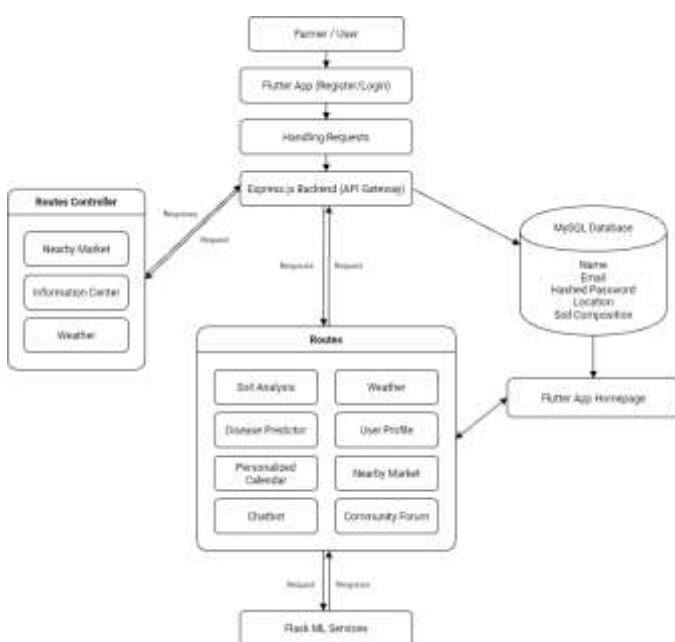 Farmer / User
Flutter App (Register/Login)
Handling Requests
Express.js Backend (API Gateway)
Routes Controller
Nearby Market
Information Center
Weather
Response
Request
MySQL Database
Name
Email
Hashed Password
Location
Soil Composition
Response
Request
Routes
Soil Analysis
Weather
Disease Predictor
User Profile
Personalized
Calendar
Nearby Market
Chatbot
Community Forum
Flutter App Homepage
Request
Response
Flask ML Services